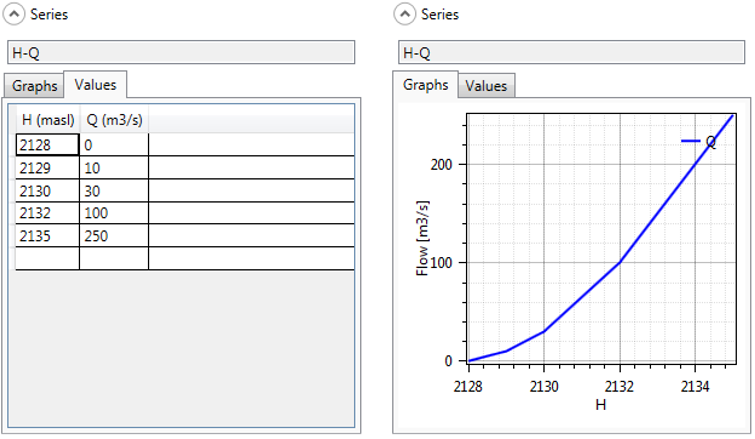 Series
H-Q
Graphs Values
H (masl) Q (m3/s)
2128 0
2129 10
2130 30
2132 100
2135 250
Series
H-Q
Graphs Values
Q
200
100
0
Flow [m3/s]
2128 2130 2132 2134
H